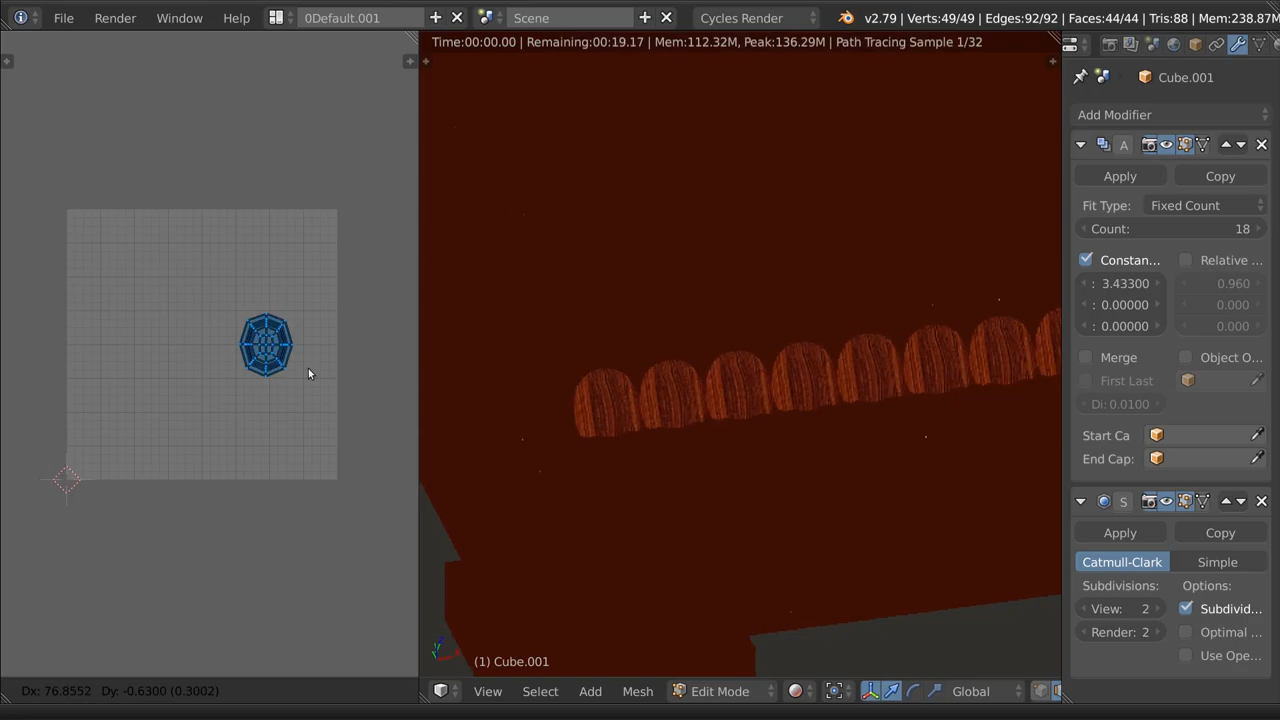 File Render Window Help 0Default.001 Scene Cycles Render v2.79 | Verts:49/49 | Edges:92/92 | Faces:44/44 | Tris:88 | Mem:238.87M
Time:00:00.00 | Remaining:00:19.17 | Mem:112.32M, Peak:136.29M | Path Tracing Sample 1/32
Cube.001
Add Modifier
A
Apply Copy
Fit Type: Fixed Count
Count: 18
Constan... Relative ...
: 3.43300 : 0.960
: 0.00000 : 0.000
: 0.00000 : 0.000
Merge Object O...
First Last
Di: 0.0100
Start Ca
End Cap:
S
Apply Copy
Catmull-Clark Simple
Subdivisions: Options:
View: 2 Subdivid...
Render: 2 Optimal ...
Use Ope...
(1) Cube.001
Dx: 76.8552 Dy: -0.6300 (0.3002)
View Select Add Mesh Edit Mode Global